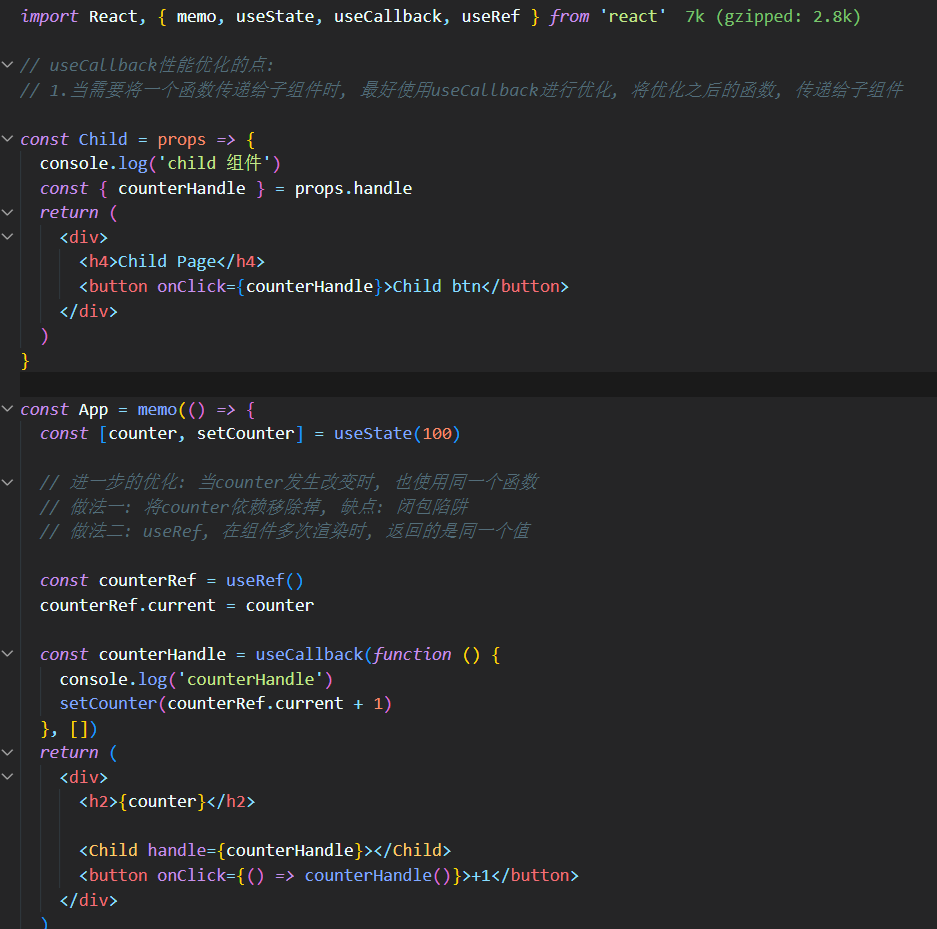 import React, { memo, useState, useCallback, useRef } from 'react' 7k (gzipped: 2.8k)
// useCallback性能优化的点:
// 1.当需要将一个函数传递给子组件时, 最好使用useCallback进行优化, 将优化之后的函数, 传递给子组件
const Child = props => {
console.log('child 组件')
const { counterHandle } = props.handle
return (
<div>
<h4>Child Page</h4>
<button onClick={counterHandle}>Child btn</button>
</div>
)
}
const App = memo(() => {
const [counter, setCounter] = useState(100)
// 进一步的优化: 当counter发生改变时, 也使用同一个函数
// 做法一: 将counter依赖移除掉, 缺点: 闭包陷阱
// 做法二: useRef, 在组件多次渲染时, 返回的是同一个值
const counterRef = useRef()
counterRef.current = counter
const counterHandle = useCallback(function () {
console.log('counterHandle')
setCounter(counterRef.current + 1)
}, [])
return (
<div>
<h2>{counter}</h2>
<Child handle={counterHandle}></Child>
<button onClick={() => counterHandle()}>+1</button>
</div>
)